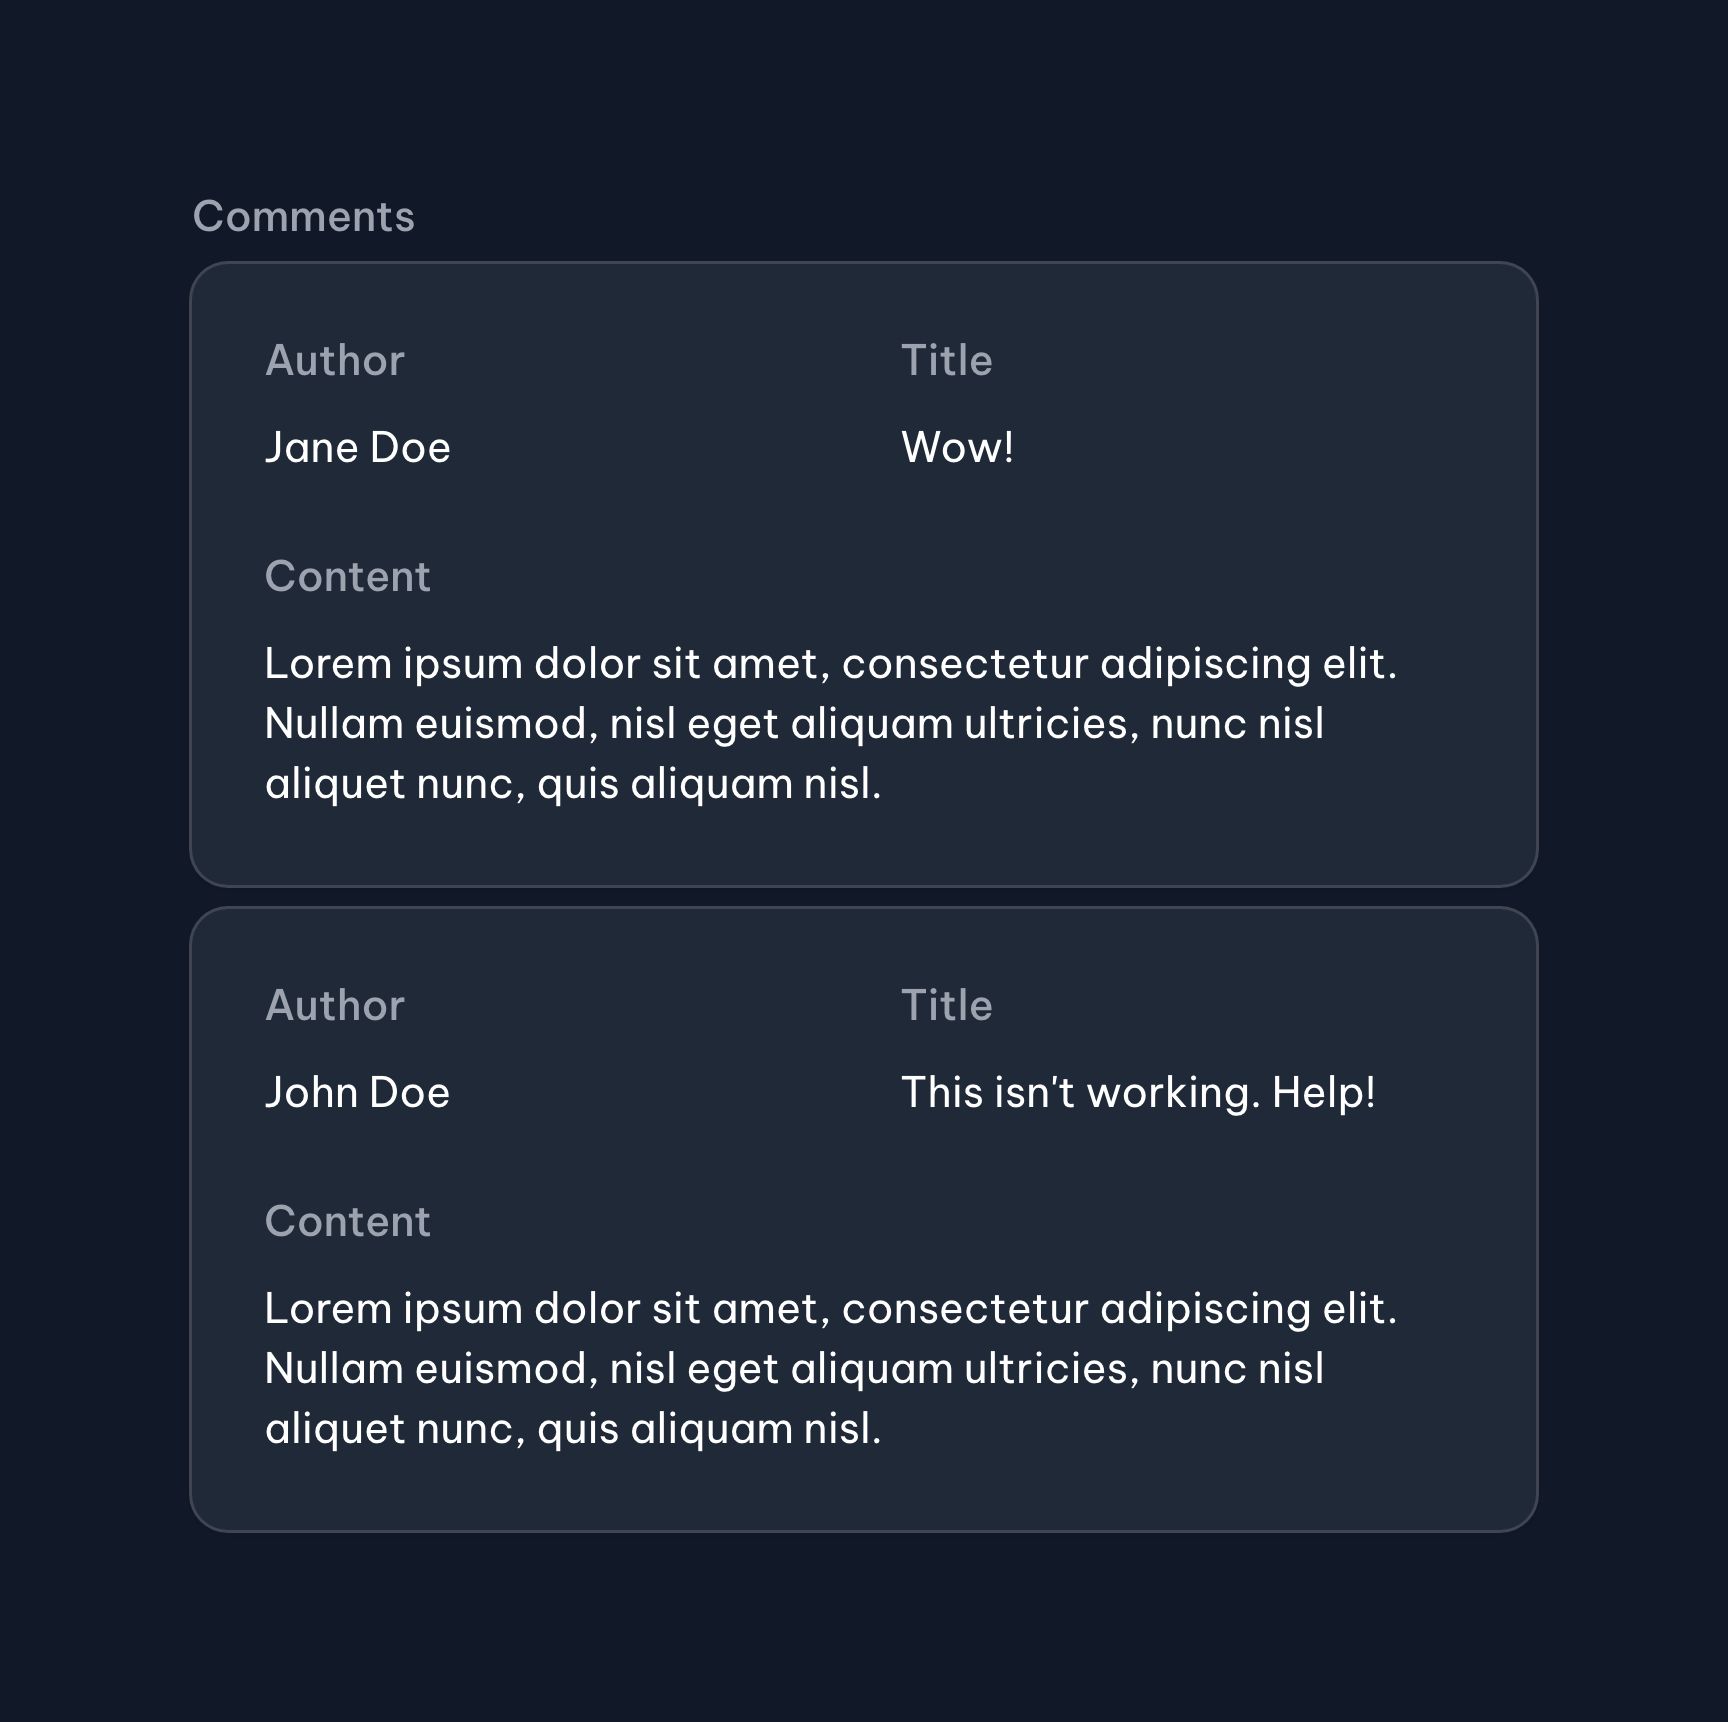 Comments
Author
Title
Jane Doe
Wow!
Content
Lorem ipsum dolor sit amet, consectetur adipiscing elit.
Nullam euismod, nisl eget aliquam ultricies, nunc nisl
aliquet nunc, quis aliquam nisl.
Author
Title
John Doe
This isn't working. Help!
Content
Lorem ipsum dolor sit amet, consectetur adipiscing elit.
Nullam euismod, nisl eget aliquam ultricies, nunc nisl
aliquet nunc, quis aliquam nisl.